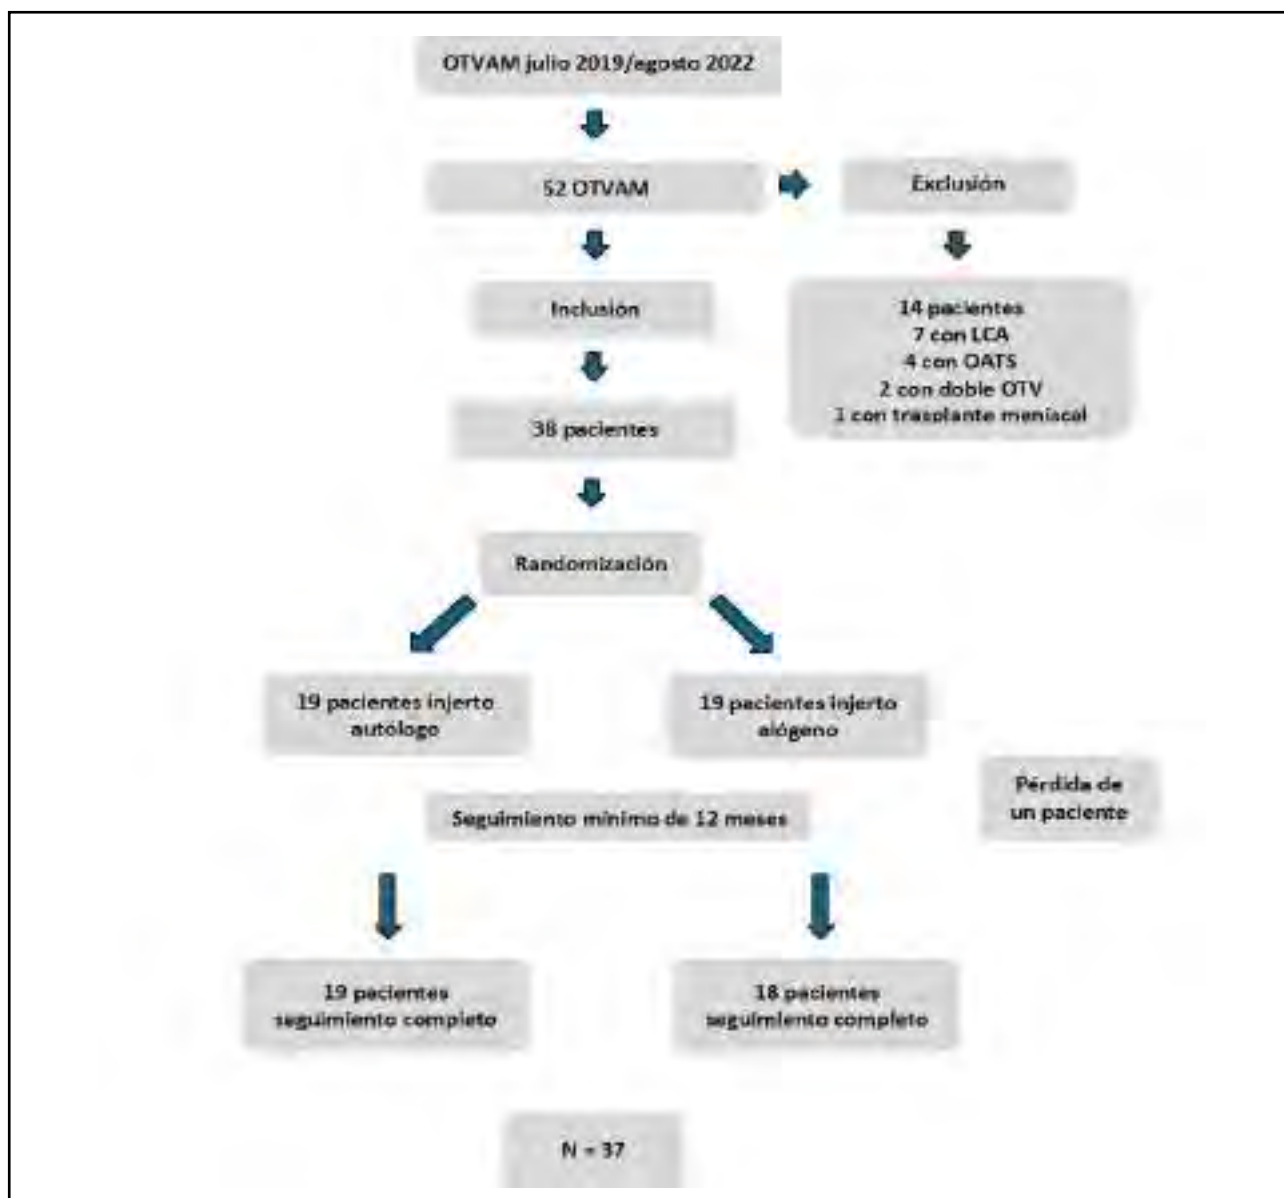 OTVAM julio 2019/agosto 2022
52 OTVAM
Exclusión
Inclusión
14 pacientes
7 con LCA
4 con OATS
2 con doble OTV
1 con trasplante meniscal
38 pacientes
Randomización
19 pacientes injerto
autólogo
19 pacientes injerto
alógeno
Pérdida de
un paciente
Seguimiento mínimo de 12 meses
19 pacientes
seguimiento completo
18 pacientes
seguimiento completo
N = 37